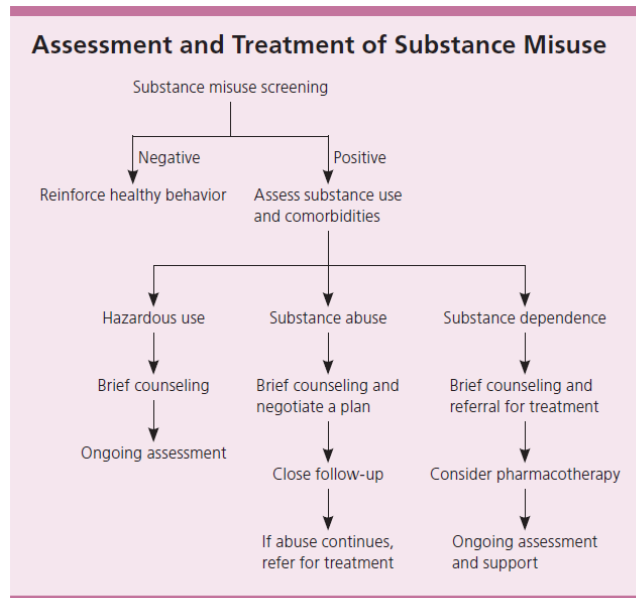 Assessment and Treatment of Substance Misuse
Substance misuse screening
Negative
Positive
Reinforce healthy behavior
Assess substance use
and comorbidities
Hazardous use
Substance abuse
Substance dependence
Brief counseling
Brief counseling and
negotiate a plan
Brief counseling and
referral for treatment
Ongoing assessment
Close follow-up
Consider pharmacotherapy
If abuse continues,
refer for treatment
Ongoing assessment
and support